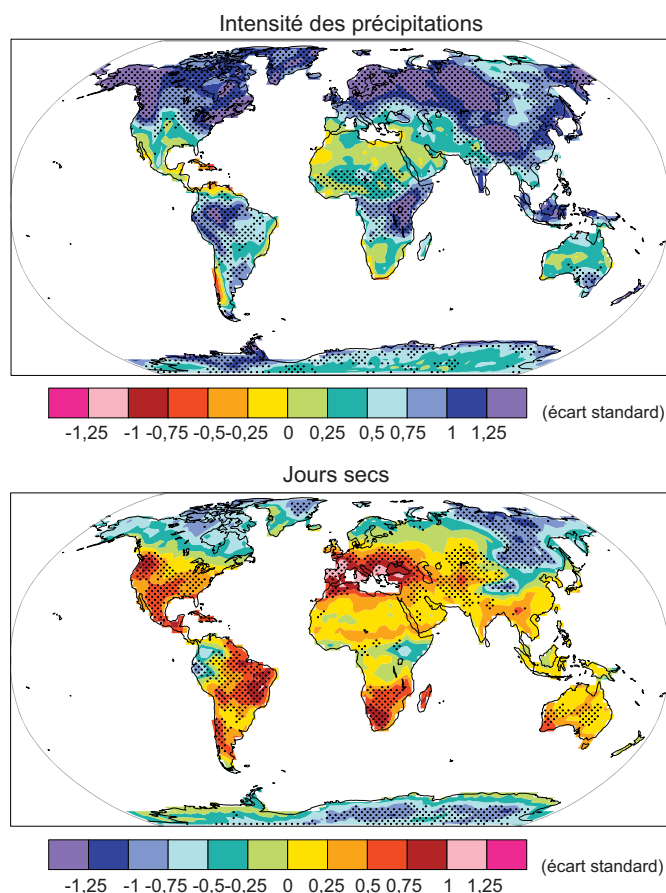 Intensité des précipitations
-1,25 -1 -0,75 -0,5-0,25 0 0,25 0,5 0,75 1 1,25 (écart standard)
Jours secs
-1,25 -1 -0,75-0,5-0,25 0 0,25 0,5 0,75 1 1,25 (écart standard)